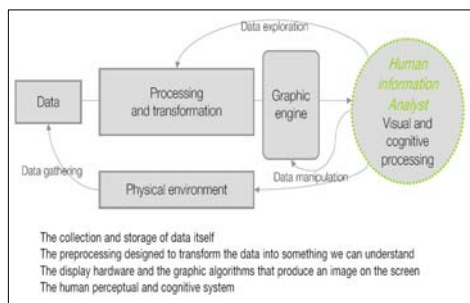 Data exploration
Human
information
Analyst
Visual and
cognitive
processing
Data
Processing
and transformation
Graphic
engine
Data gathering
Physical environment
Data manipulation
The collection and storage of data itself
The preprocessing designed to transform the data into something we can understand
The display hardware and the graphic algorithms that produce an image on the screen
The human perceptual and cognitive system